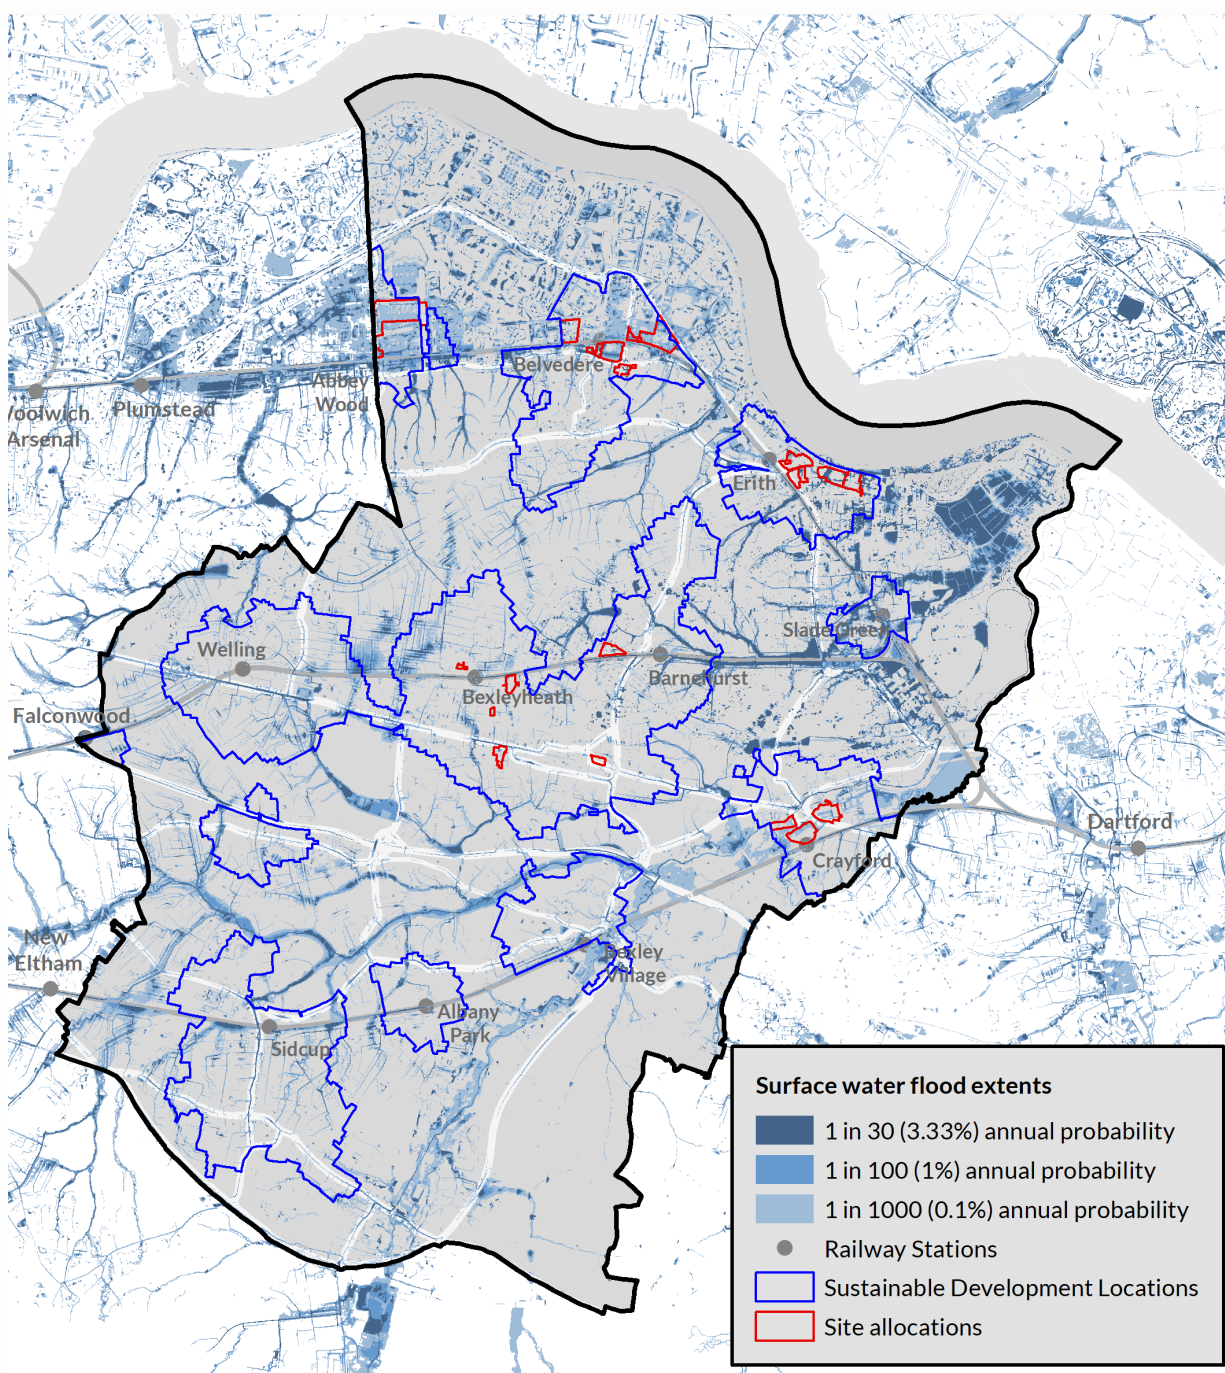 Abbey
Wood
Belvedere
Plumstead
Woolwich
Arsenal
Erith
Slade Green
Welling
Barnehurst
Bexleyheath
Falconwood
Dartford
Crayford
New
Eltham
Bexley
Village
Albany
Park
Sidcup
Surface water flood extents
1 in 30 (3.33%) annual probability
1 in 100 (1%) annual probability
1 in 1000 (0.1%) annual probability
Railway Stations
Sustainable Development Locations
Site allocations